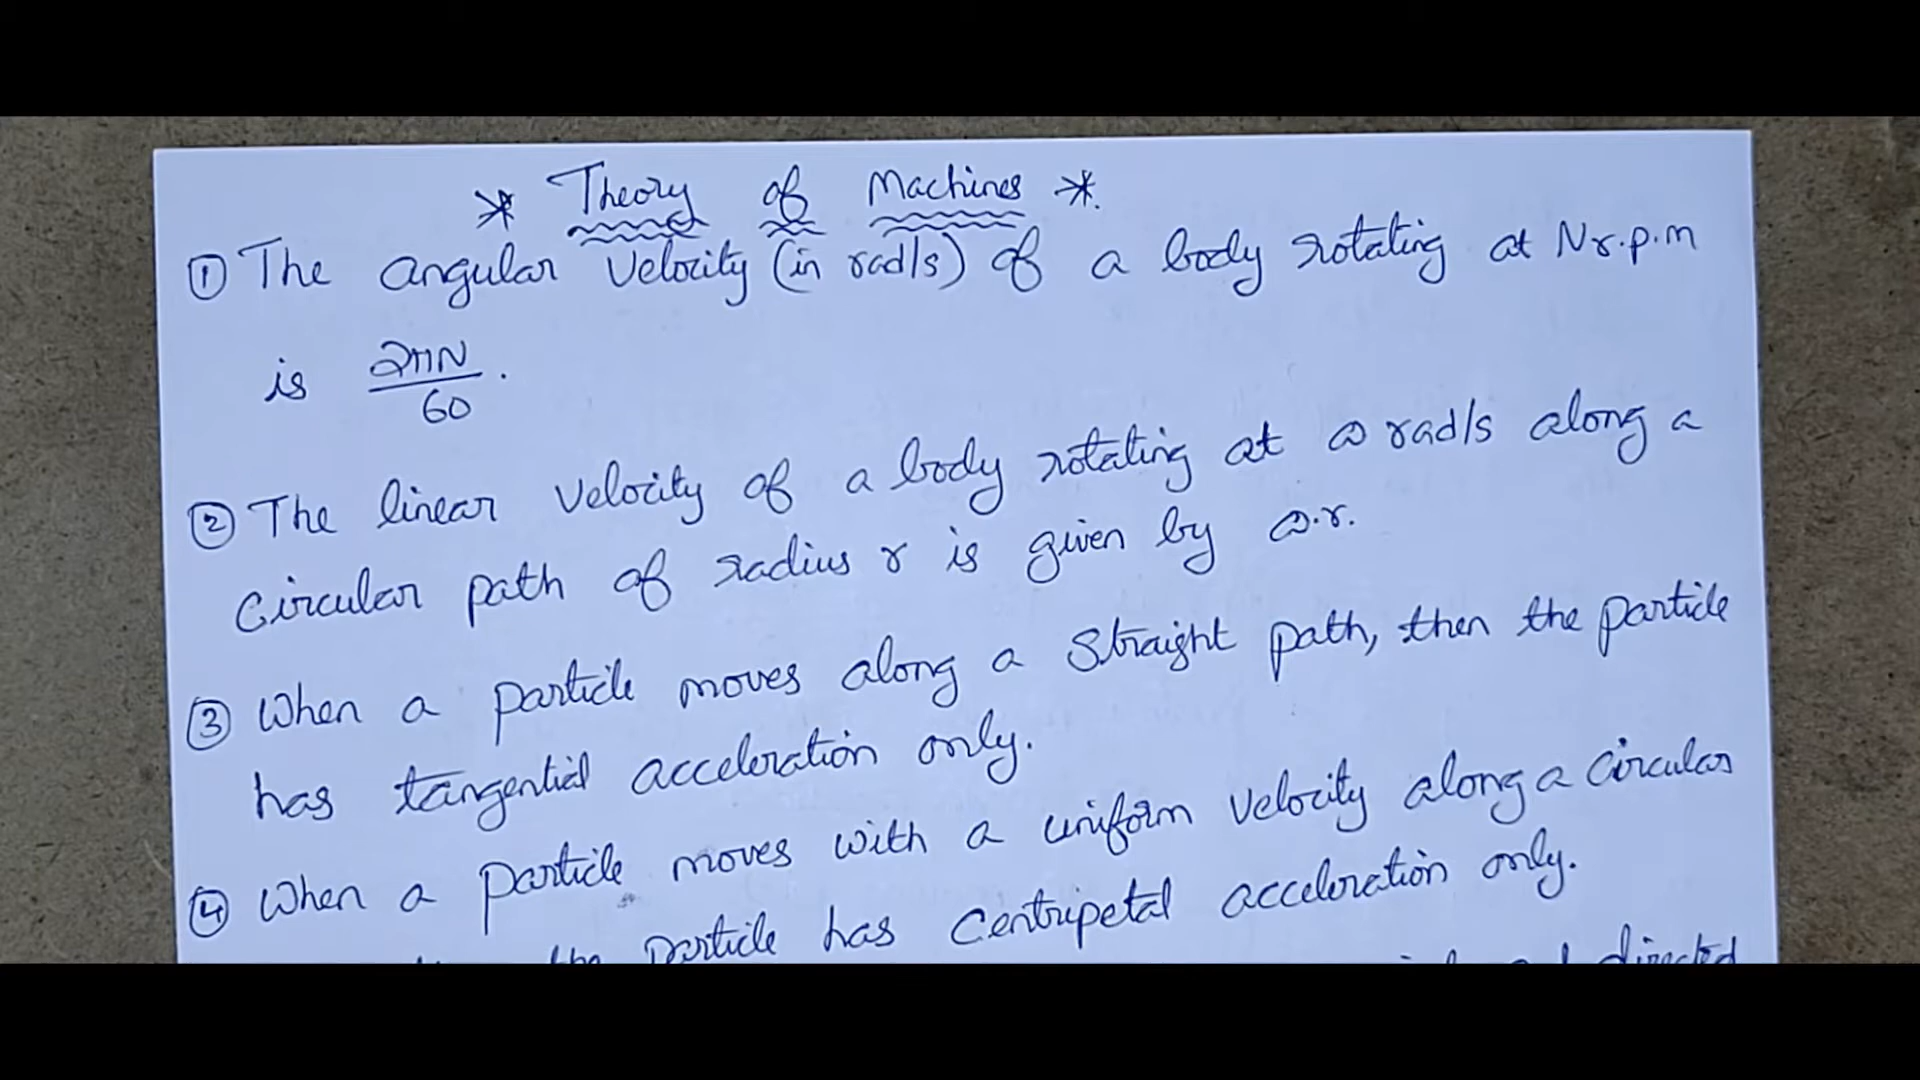 * Theory of Machines *.
① The angular velocity (in rad/s) of a body rotating at N r.p.m
is 2πN/60.
② The linear velocity of a body rotating at ω rad/s along a
circular path of radius r is given by ω.r.
③ When a particle moves along a straight path, then the particle
has tangential acceleration only.
④ When a particle moves with a uniform velocity along a circular
the particle has centripetal acceleration only.
directed